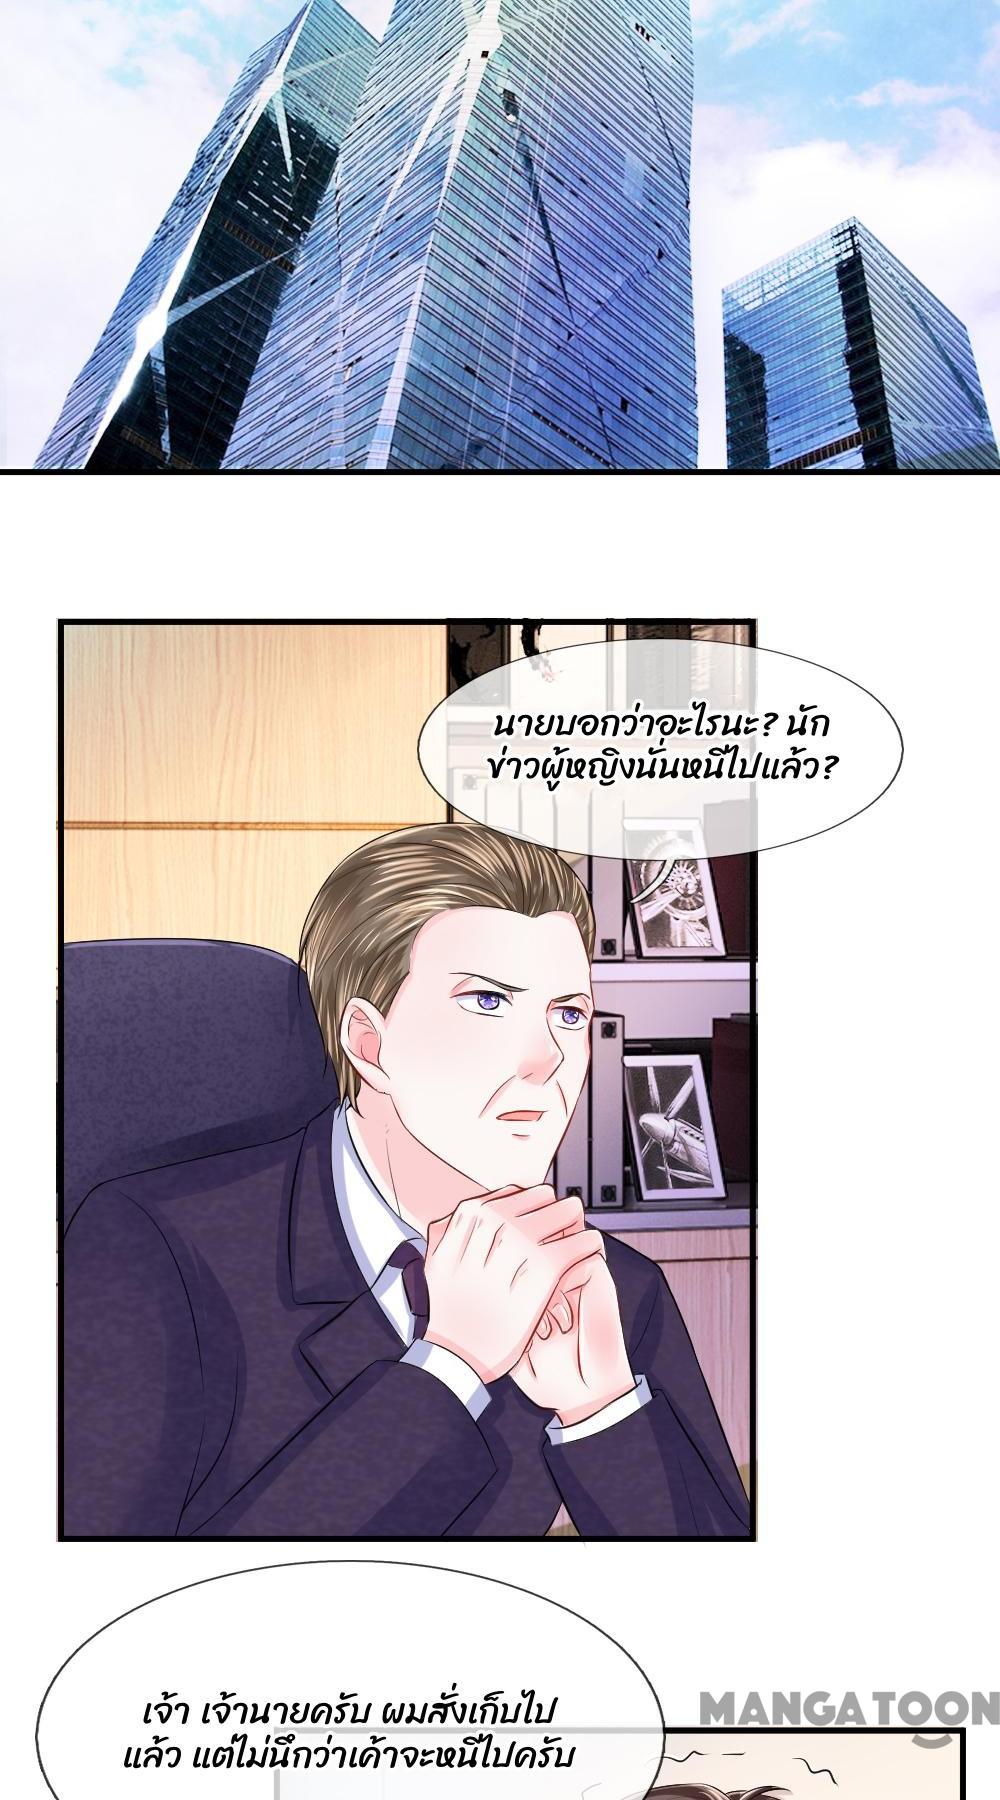 นายบอกว่าอะไรนะ? นัก
ข่าวผู้หญิงนั่นหนีไปแล้ว?
MANGATOON
เจ้า เจ้านายครับ ผมสั่งเก็บไป
แล้ว แต่ไม่นึกว่าเค้าจะหนีไปครับ